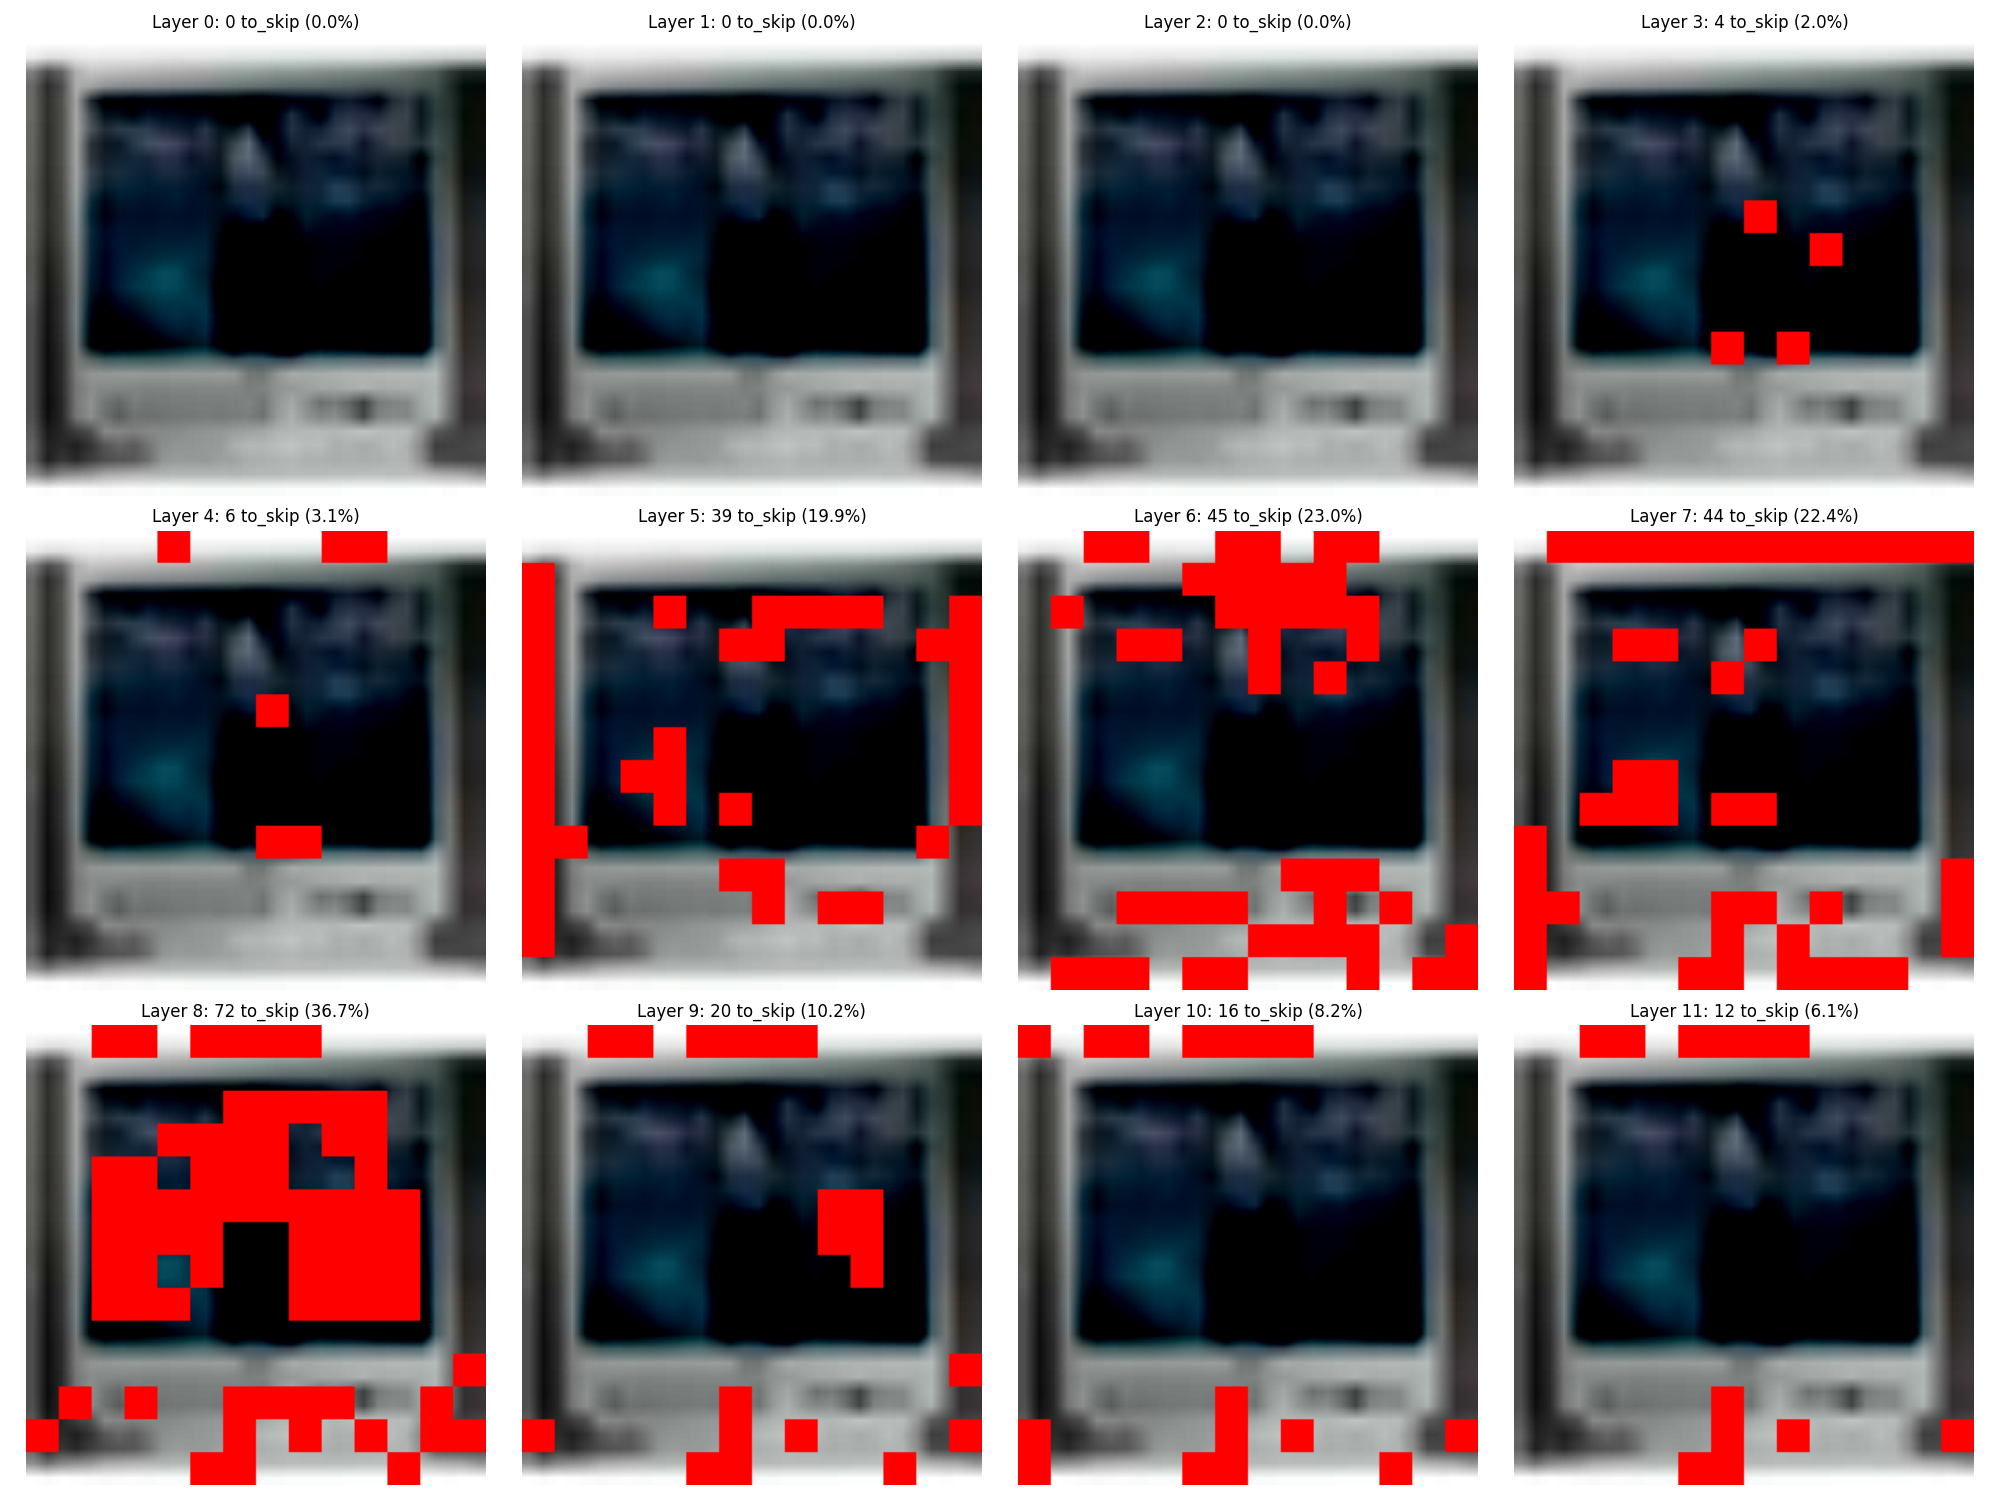 Layer 0: 0 to_skip (0.0%)
Layer 1: 0 to_skip (0.0%)
Layer 2: 0 to_skip (0.0%)
Layer 3: 4 to_skip (2.0%)
Layer 4: 6 to_skip (3.1%)
Layer 5: 39 to_skip (19.9%)
Layer 6: 45 to_skip (23.0%)
Layer 7: 44 to_skip (22.4%)
Layer 8: 72 to_skip (36.7%)
Layer 9: 20 to_skip (10.2%)
Layer 10: 16 to_skip (8.2%)
Layer 11: 12 to_skip (6.1%)